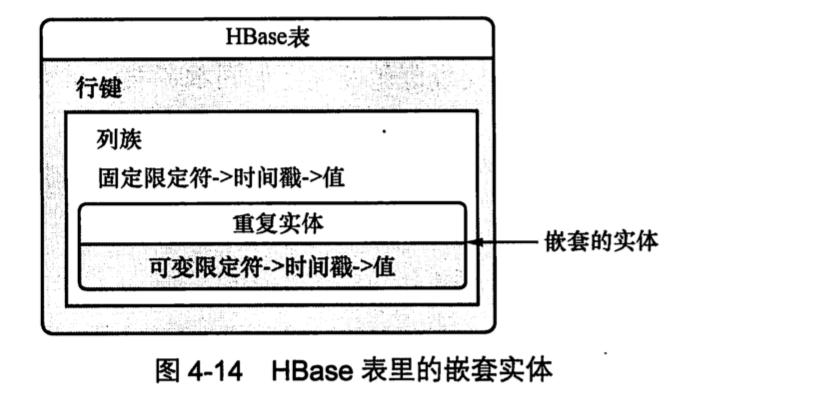 HBase表
行键
列族
固定限定符->时间戳->值
重复实体
嵌套的实体
可变限定符->时间戳->值
图 4-14 HBase 表里的嵌套实体